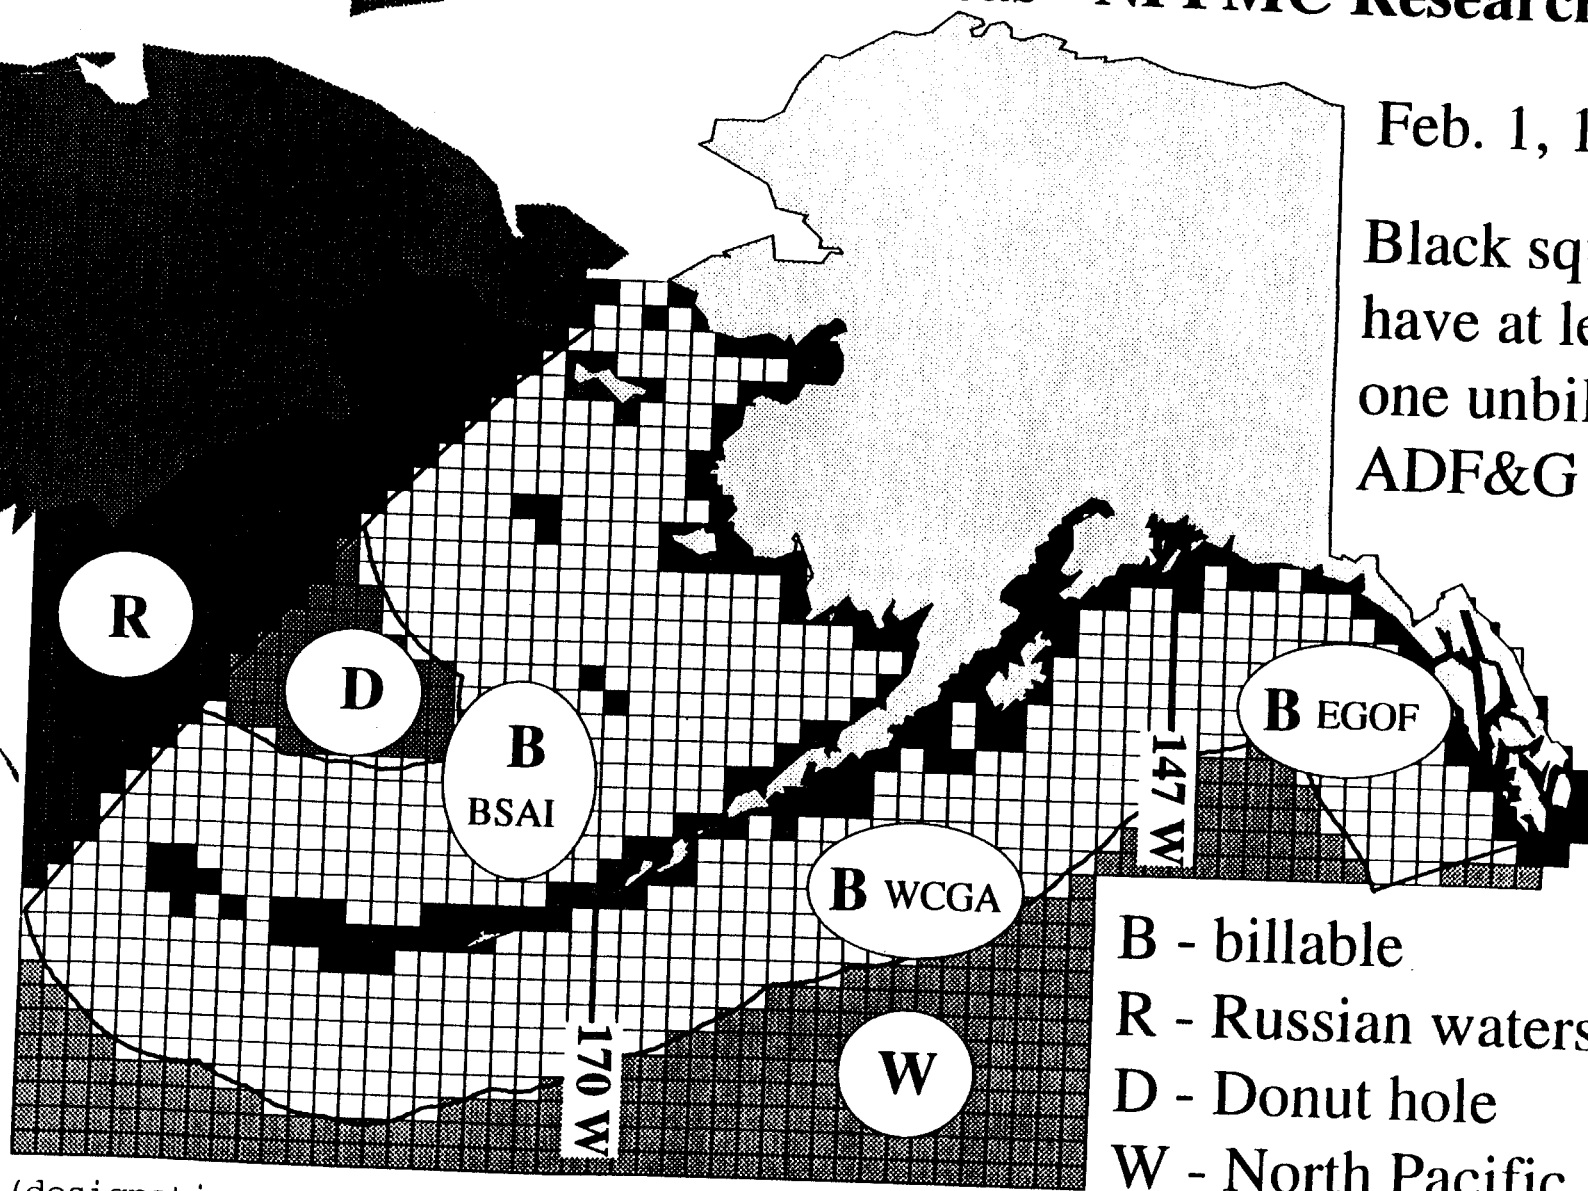 NPFMC Research
Feb. 1, 1
Black sq
have at le
one unbil
ADF&G
R
D
B
BSAI
B EGOF
147 W
B WCGA
170 W
W
B - billable
R - Russian waters
D - Donut hole
W - North Pacific